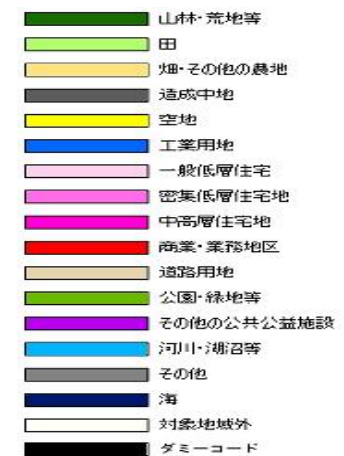 山林・荒地等
田
畑・その他の農地
造成中地
空地
工業用地
一般低層住宅
密集低層住宅地
中高層住宅地
商業・業務地区
道路用地
公園・緑地等
その他の公共公益施設
河川・湖沼等
その他
海
対象地域外
ダミーコード